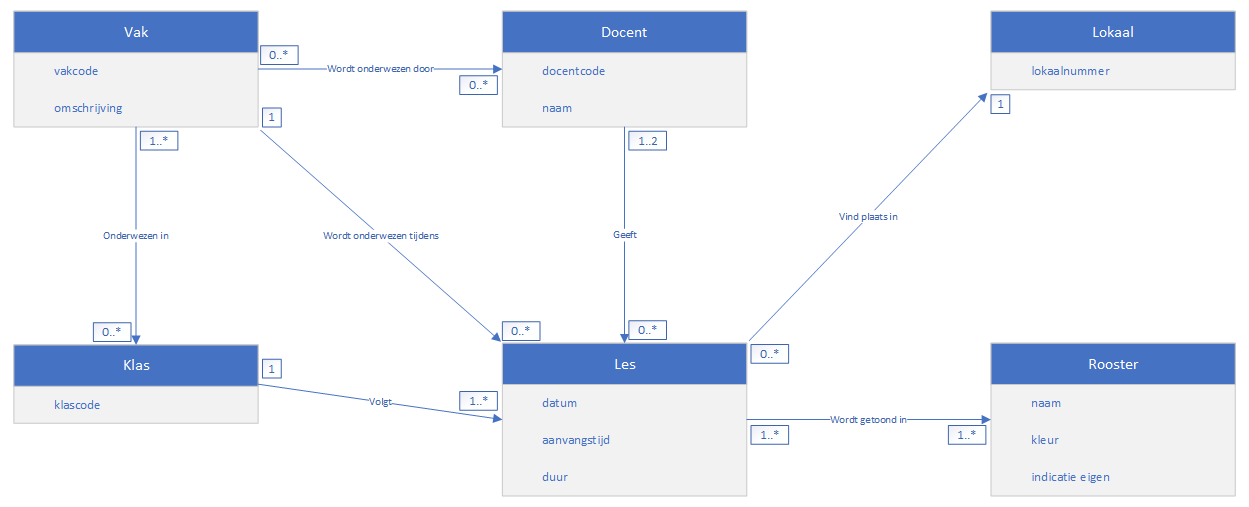 Vak
vakcode
omschrijving
0..*
Wordt onderwezen door
0..*
Docent
docentcode
naam
Lokaal
lokaalnummer
1
1..*
1
1..2
Onderwezen in
Wordt onderwezen tijdens
Geeft
Vind plaats in
0..*
0..*
0..*
0..*
Klas
klascode
1
Volgt
1..*
Les
datum
aanvangstijd
duur
1..*
Wordt getoond in
1..*
Rooster
naam
kleur
indicatie eigen